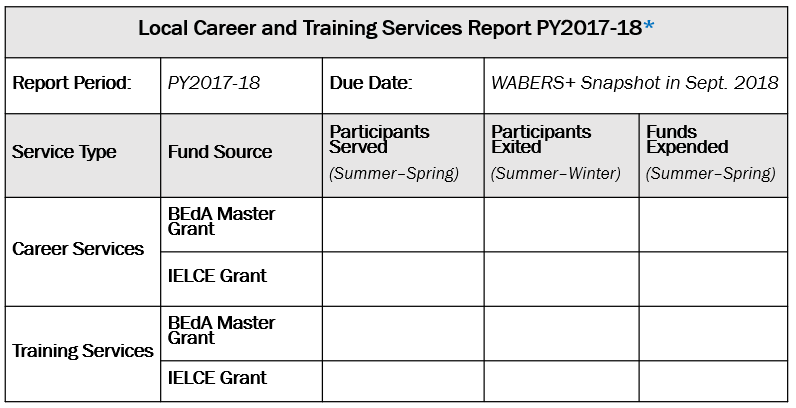 Local Career and Training Services Report PY2017-18*
Report Period: PY2017-18 Due Date: WABERS+ Snapshot in Sept. 2018
Service Type
Fund Source
Participants
Served
(Summer–Spring)
Participants
Exited
(Summer–Winter)
Funds
Expended
(Summer–Spring)
Career Services
BEdA Master
Grant
IELCE Grant
Training Services
BEdA Master
Grant
IELCE Grant